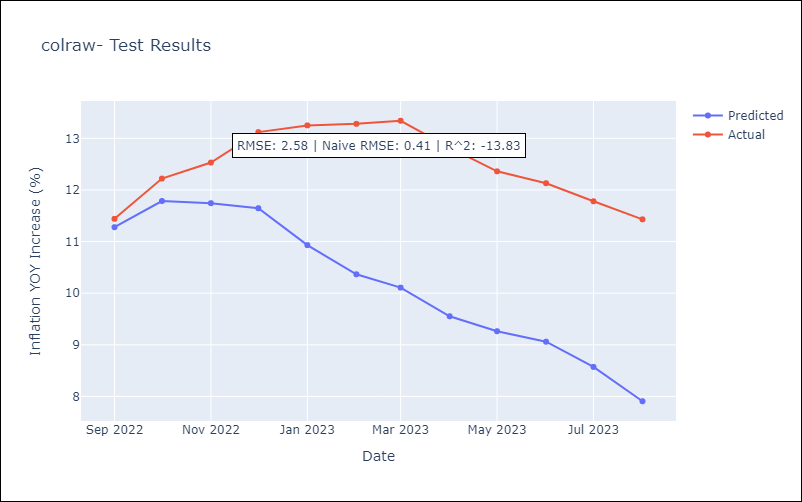 colraw- Test Results
Predicted
Actual
13
12
11
10
9
8
RMSE: 2.58 | Naive RMSE: 0.41 | R^2: -13.83
Inflation YOY Increase (%)
Sep 2022
Nov 2022
Jan 2023
Mar 2023
May 2023
Jul 2023
Date